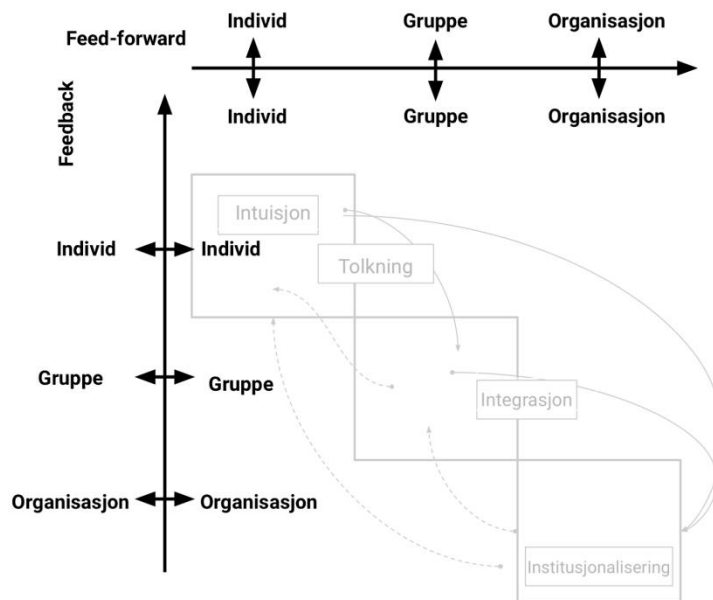 Individ
Gruppe
Organisasjon
Feed-forward
Individ
Gruppe
Organisasjon
Feedback
Intuisjon
Individ
Individ
Tolkning
Gruppe
Gruppe
Integrasjon
Organisasjon
Organisasjon
Institusjonalisering